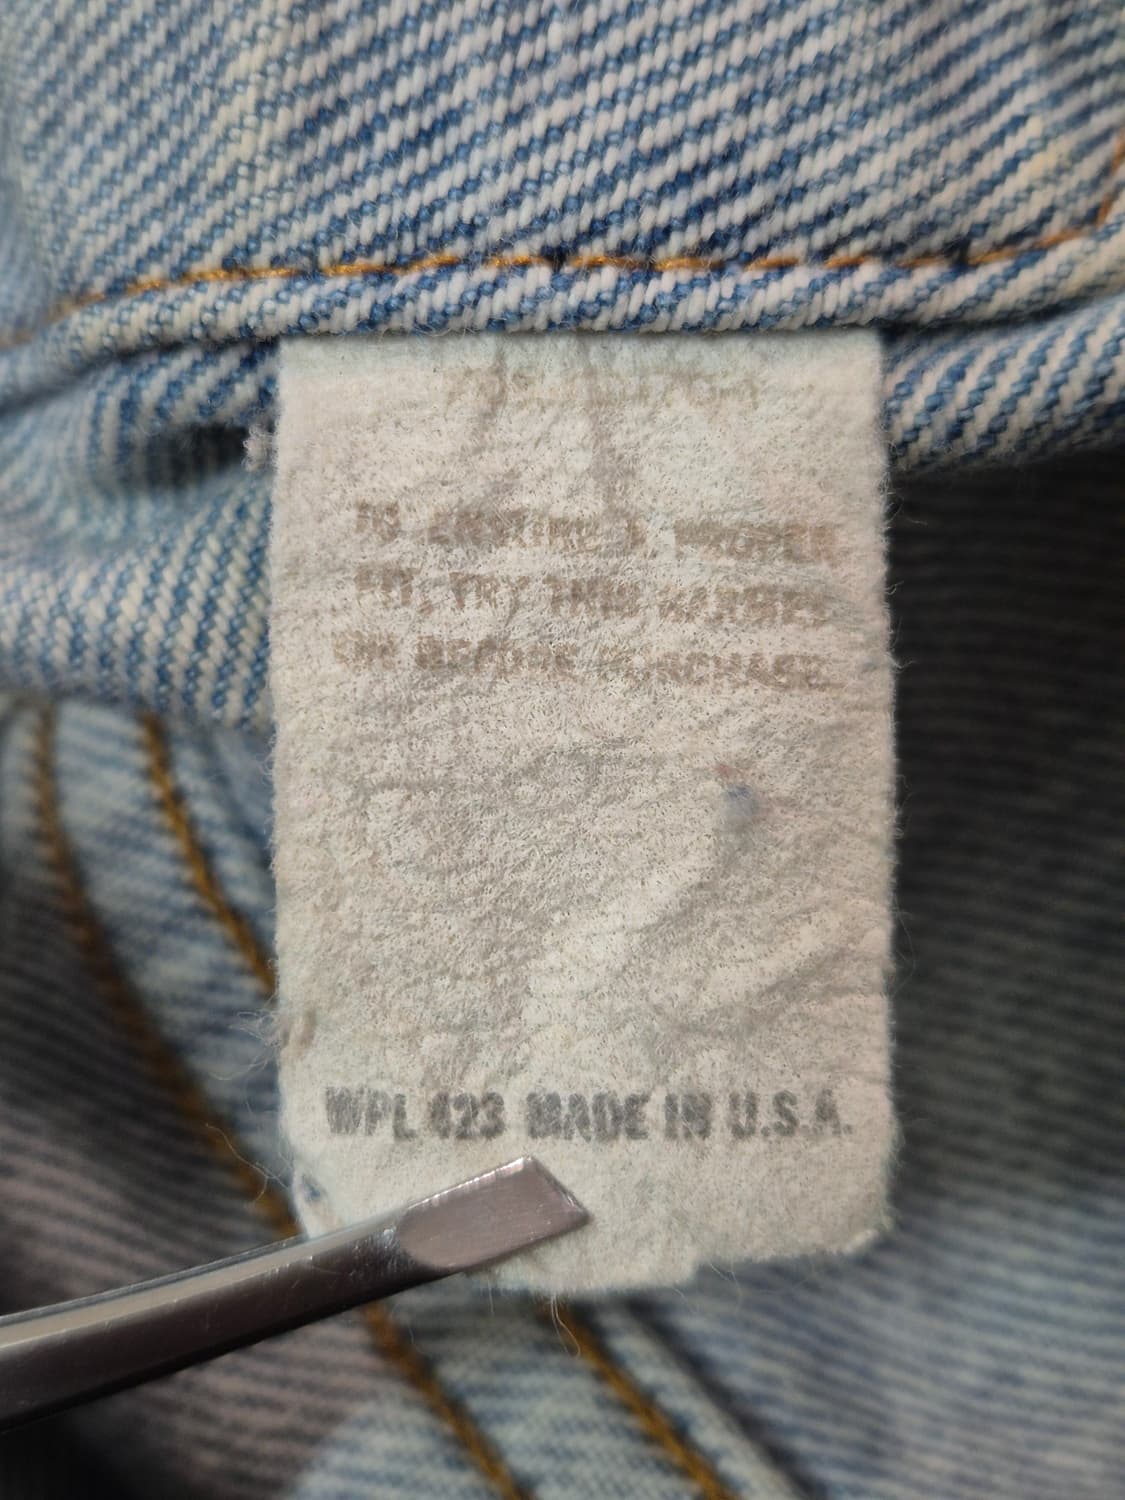 TO ENSURE A PROPER
FIT, TRY THIS GARMENT
ON BEFORE PURCHASE.
WPL 423 MADE IN U.S.A.